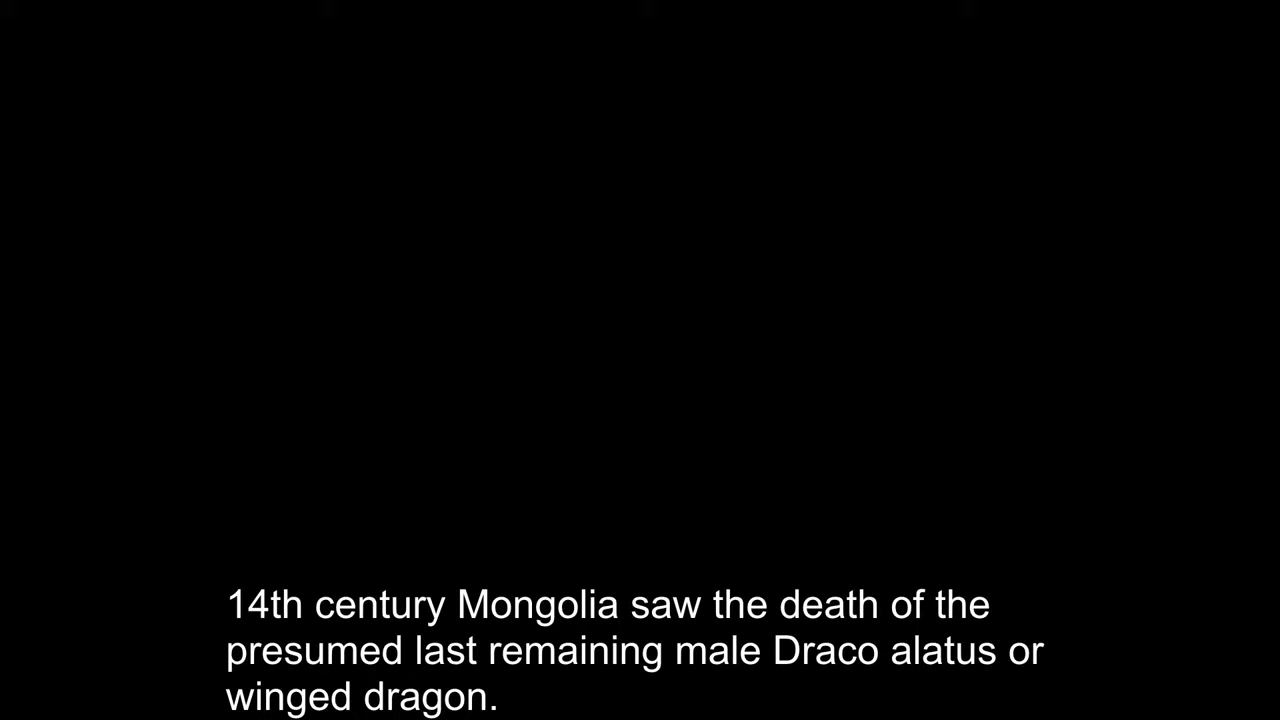 14th century Mongolia saw the death of the
presumed last remaining male Draco alatus or
winged dragon.